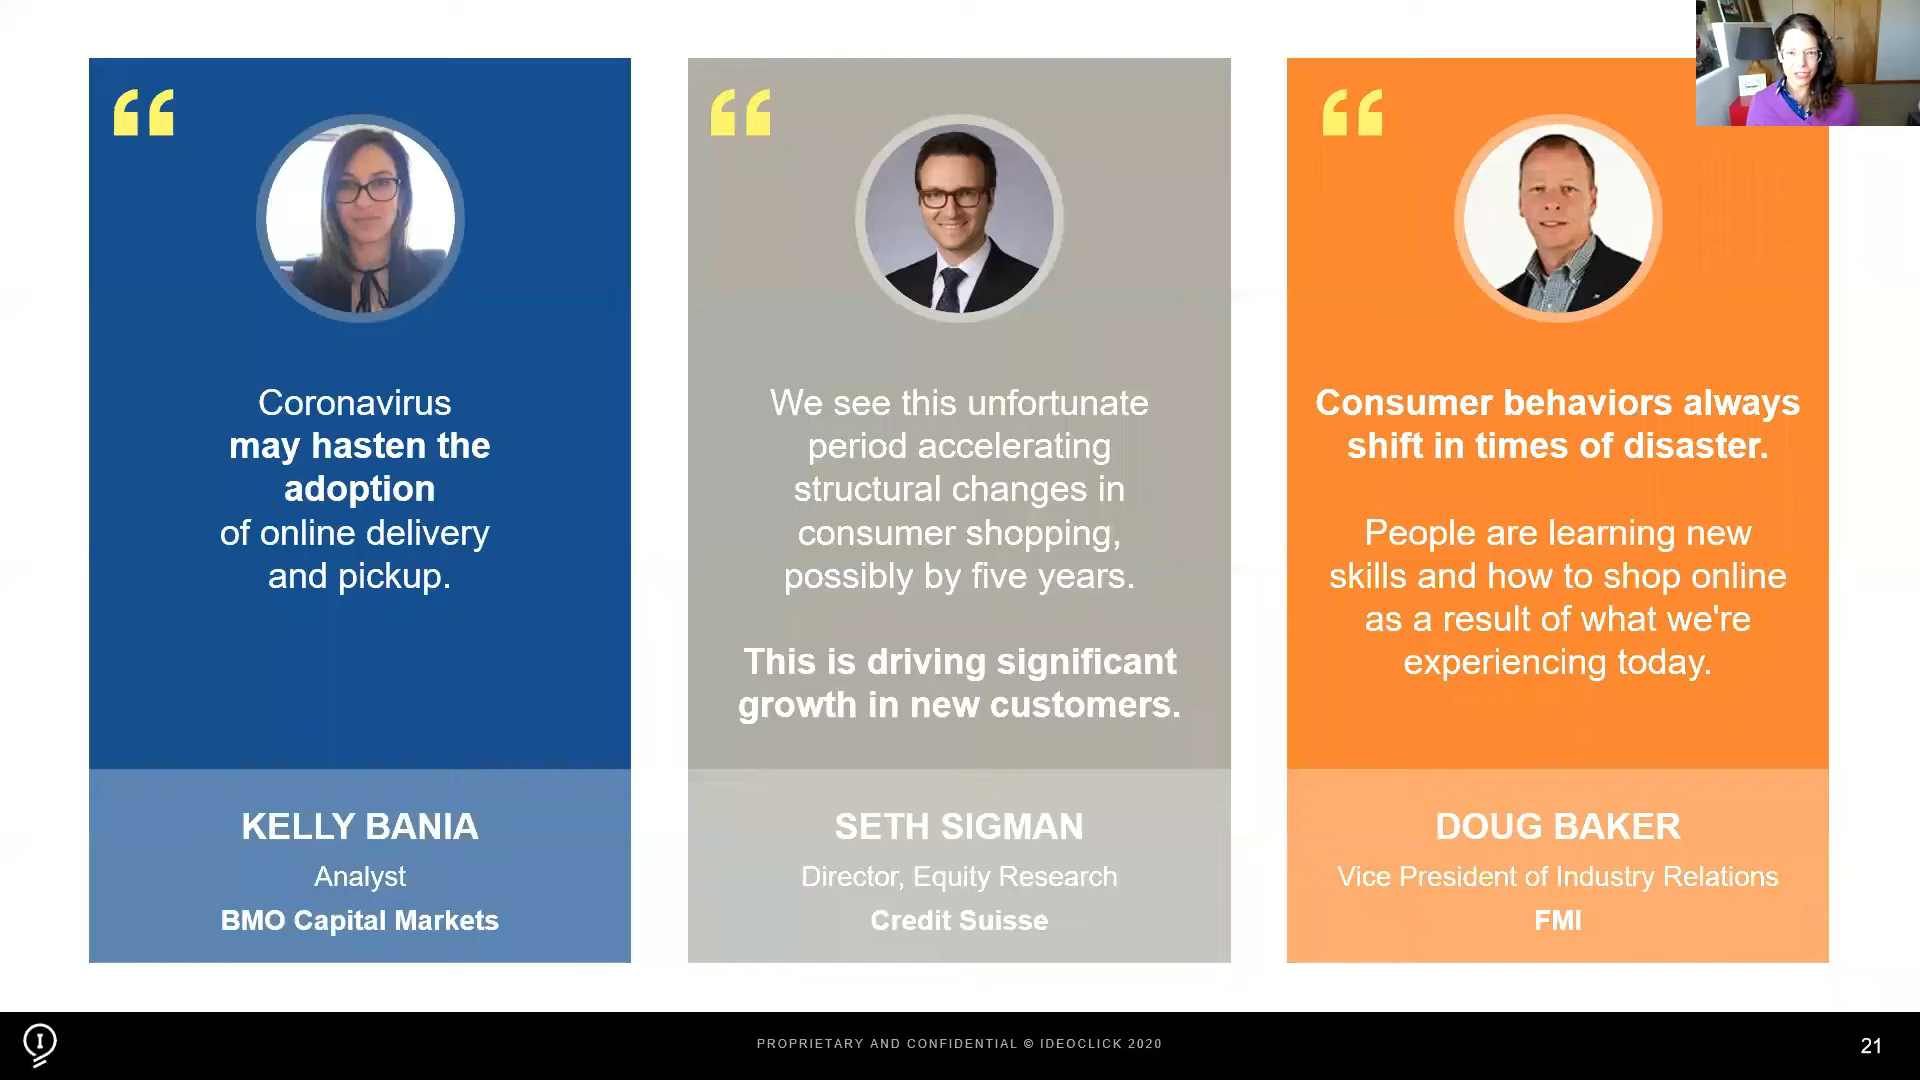 Coronavirus
may hasten the
adoption
of online delivery
and pickup.
KELLY BANIA
Analyst
BMO Capital Markets
We see this unfortunate
period accelerating
structural changes in
consumer shopping,
possibly by five years.
This is driving significant
growth in new customers.
SETH SIGMAN
Director, Equity Research
Credit Suisse
Consumer behaviors always
shift in times of disaster.
People are learning new
skills and how to shop online
as a result of what we're
experiencing today.
DOUG BAKER
Vice President of Industry Relations
FMI
PROPRIETARY AND CONFIDENTIAL © IDEOCLICK 2020
21